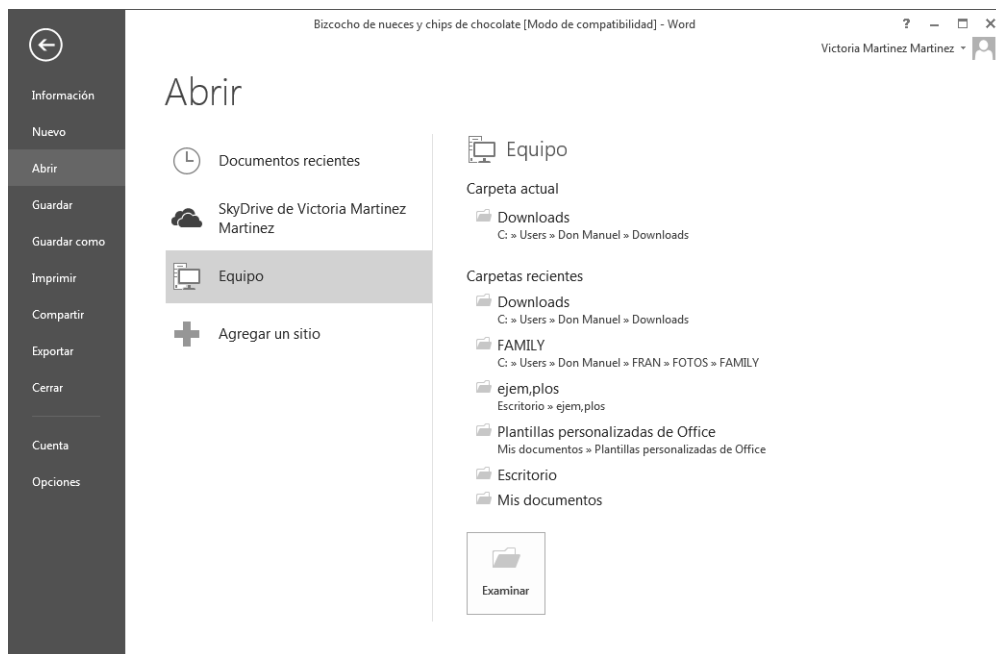 Bizcocho de nueces y chips de chocolate [Modo de compatibilidad] - Word
?
Victoria Martinez Martinez
Información
Nuevo
Abrir
Guardar
Guardar como
Imprimir
Compartir
Exportar
Cerrar
Cuenta
Opciones
Abrir
Documentos recientes
SkyDrive de Victoria Martinez
Martinez
Equipo
Agregar un sitio
Equipo
Carpeta actual
Downloads
C: » Users » Don Manuel » Downloads
Carpetas recientes
Downloads
C: » Users » Don Manuel » Downloads
FAMILY
C: » Users » Don Manuel » FRAN » FOTOS » FAMILY
ejem,plos
Escritorio » ejem,plos
Plantillas personalizadas de Office
Mis documentos » Plantillas personalizadas de Office
Escritorio
Mis documentos
Examinar